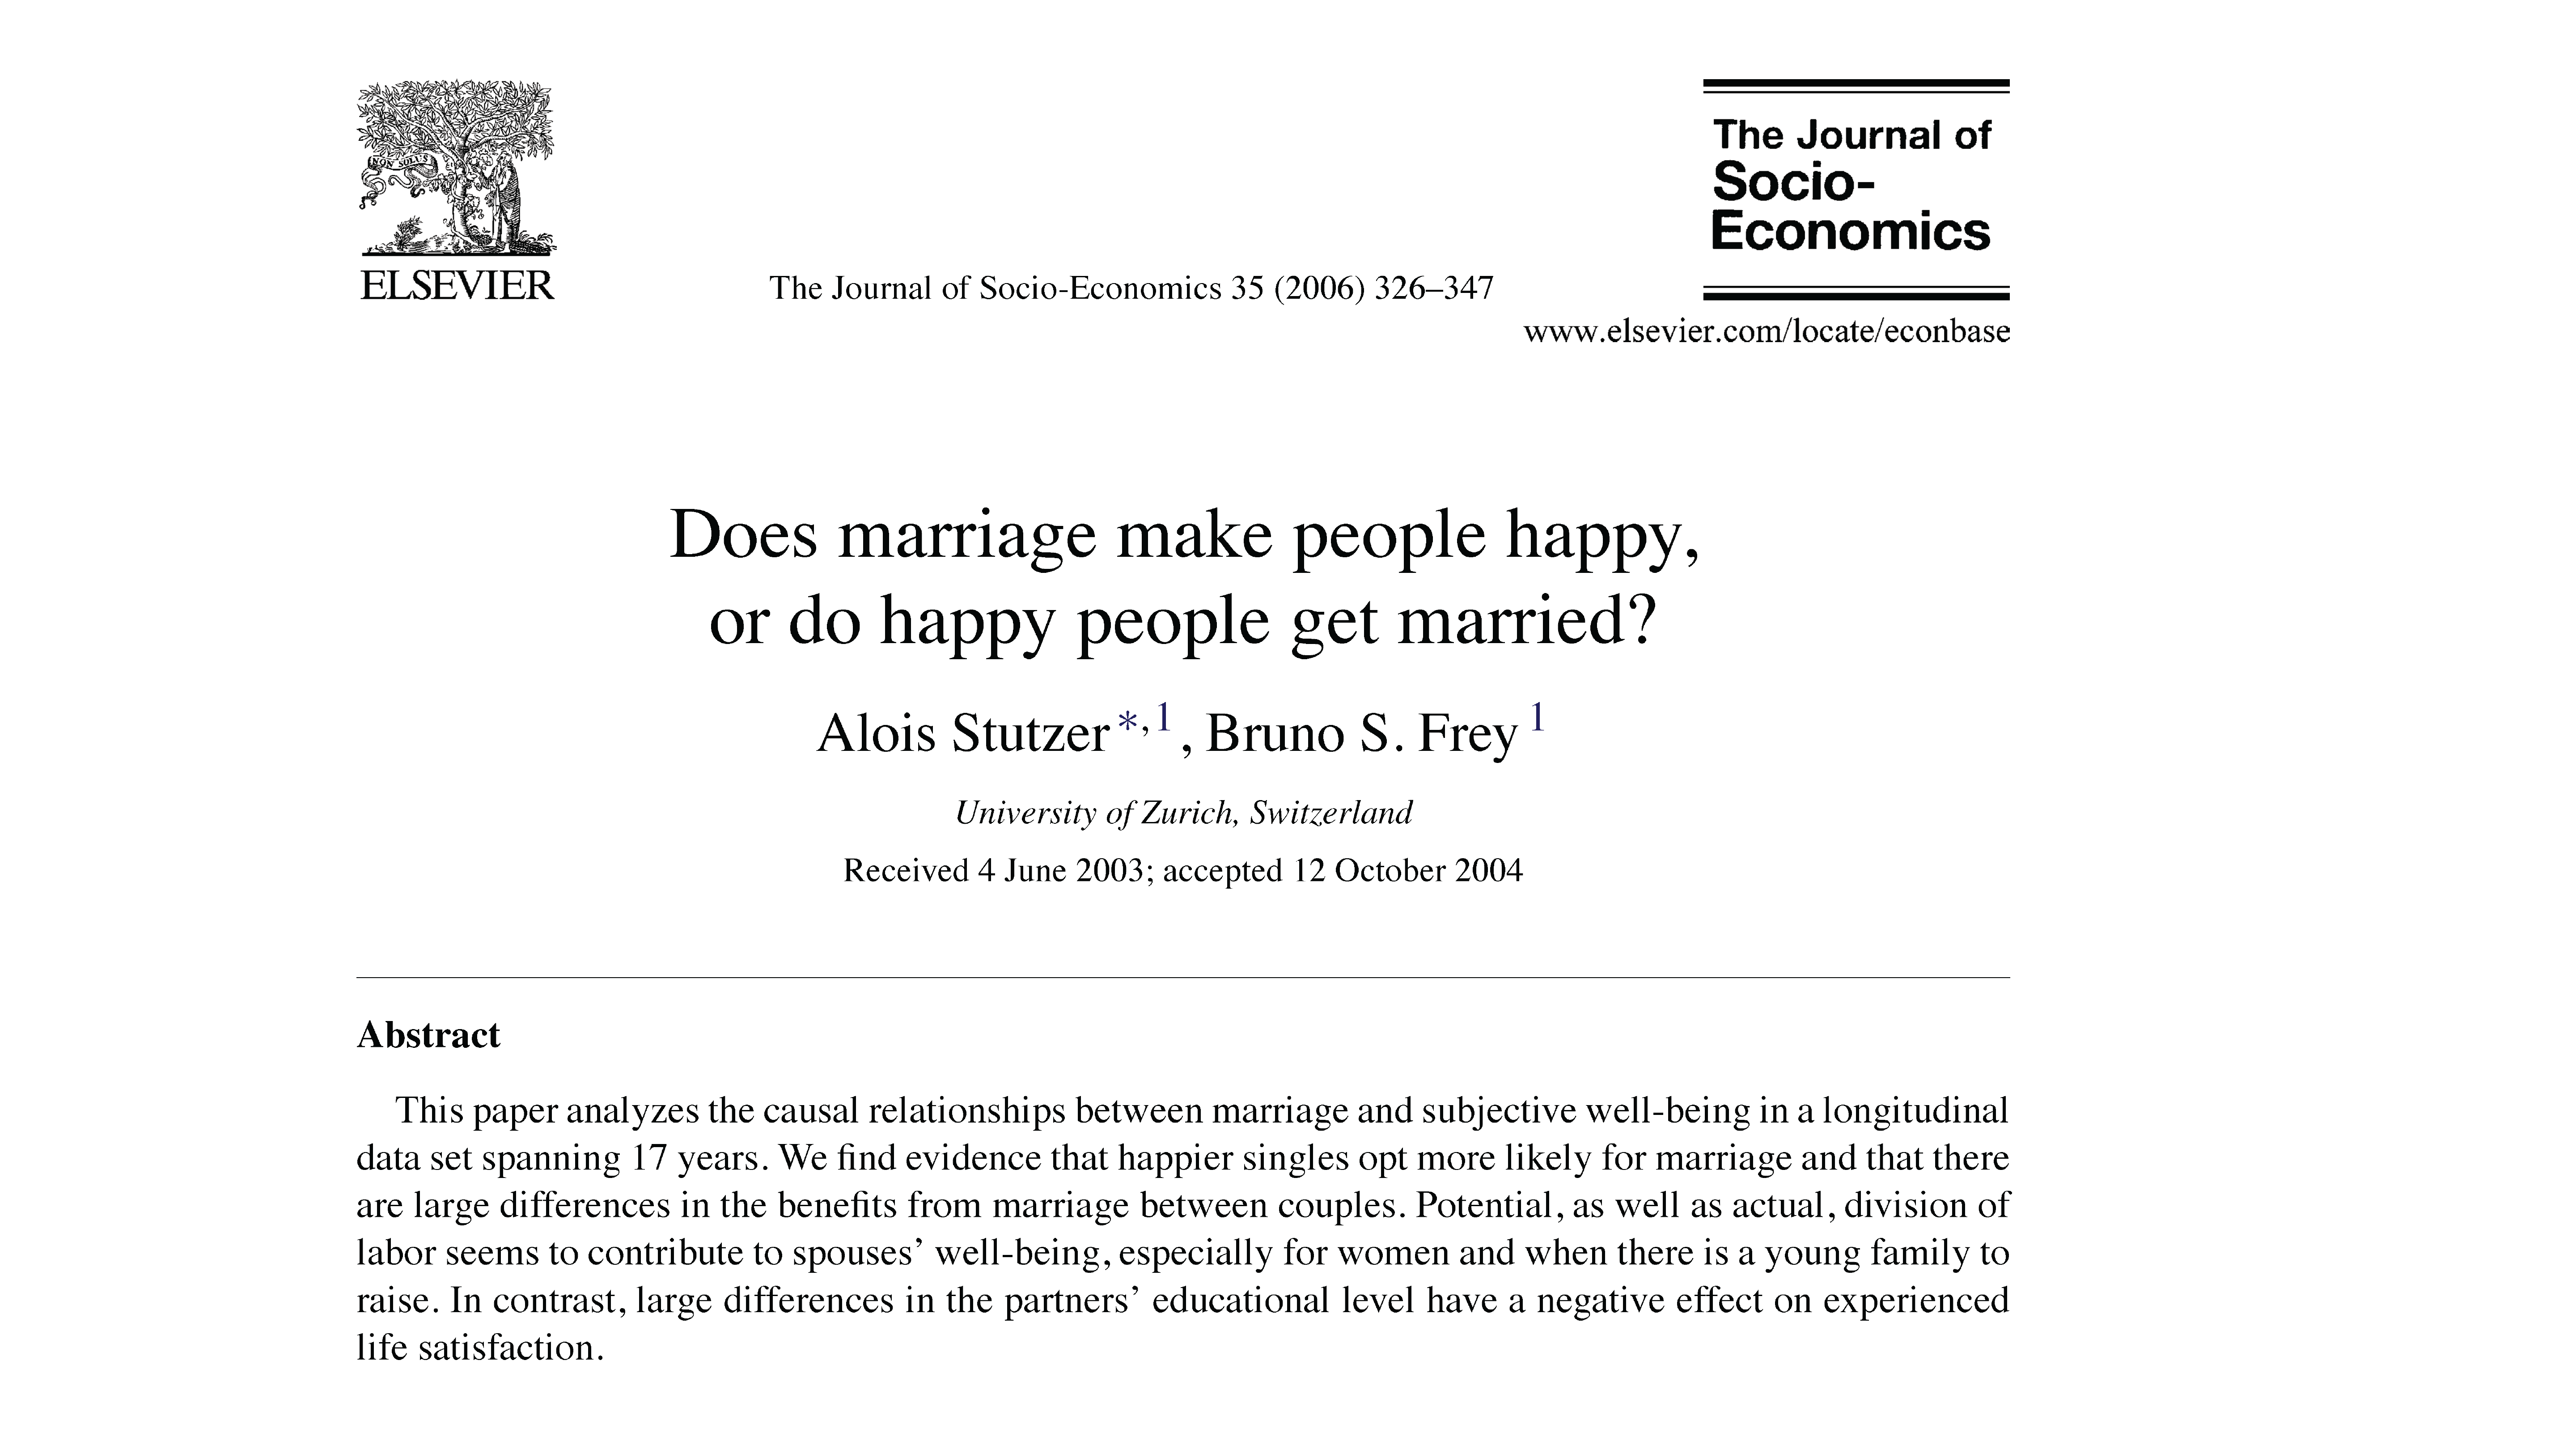 NON SOLUS
ELSEVIER
The Journal of Socio-Economics 35 (2006) 326–347
The Journal of
Socio-
Economics
www.elsevier.com/locate/econbase
Does marriage make people happy,
or do happy people get married?
Alois Stutzer*,1, Bruno S. Frey1
University of Zurich, Switzerland
Received 4 June 2003; accepted 12 October 2004
Abstract
This paper analyzes the causal relationships between marriage and subjective well-being in a longitudinal
data set spanning 17 years. We find evidence that happier singles opt more likely for marriage and that there
are large differences in the benefits from marriage between couples. Potential, as well as actual, division of
labor seems to contribute to spouses’ well-being, especially for women and when there is a young family to
raise. In contrast, large differences in the partners’ educational level have a negative effect on experienced
life satisfaction.